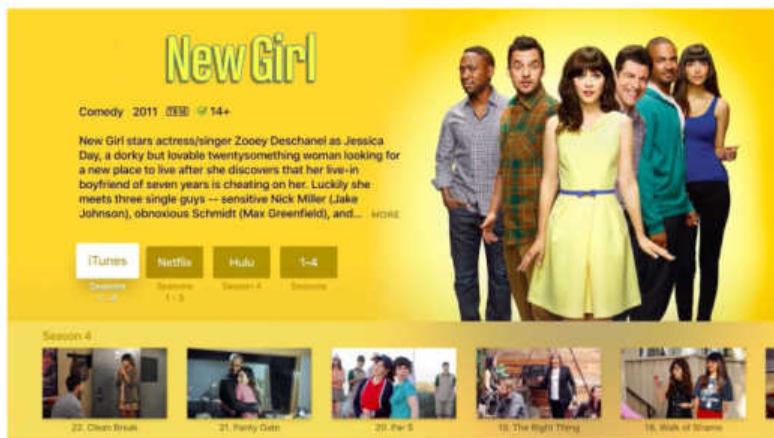 New Girl
Comedy 2011 14+
New Girl stars actress/singer Zooey Deschanel as Jessica
Day, a dorky but lovable twentysomething woman looking for
a new place to live after she discovers that her live-in
boyfriend of seven years is cheating on her. Luckily she
meets three single guys -- sensitive Nick Miller (Jake
Johnson), obnoxious Schmidt (Max Greenfield), and... MORE
iTunes Netflix Hulu 1-4
Seasons Seasons Season 4 Seasons
1 - 3
Season 4
22. Clean Break 21. Panty Gate 20. Par 5 19. The Right Thing 18. Walk of Shame